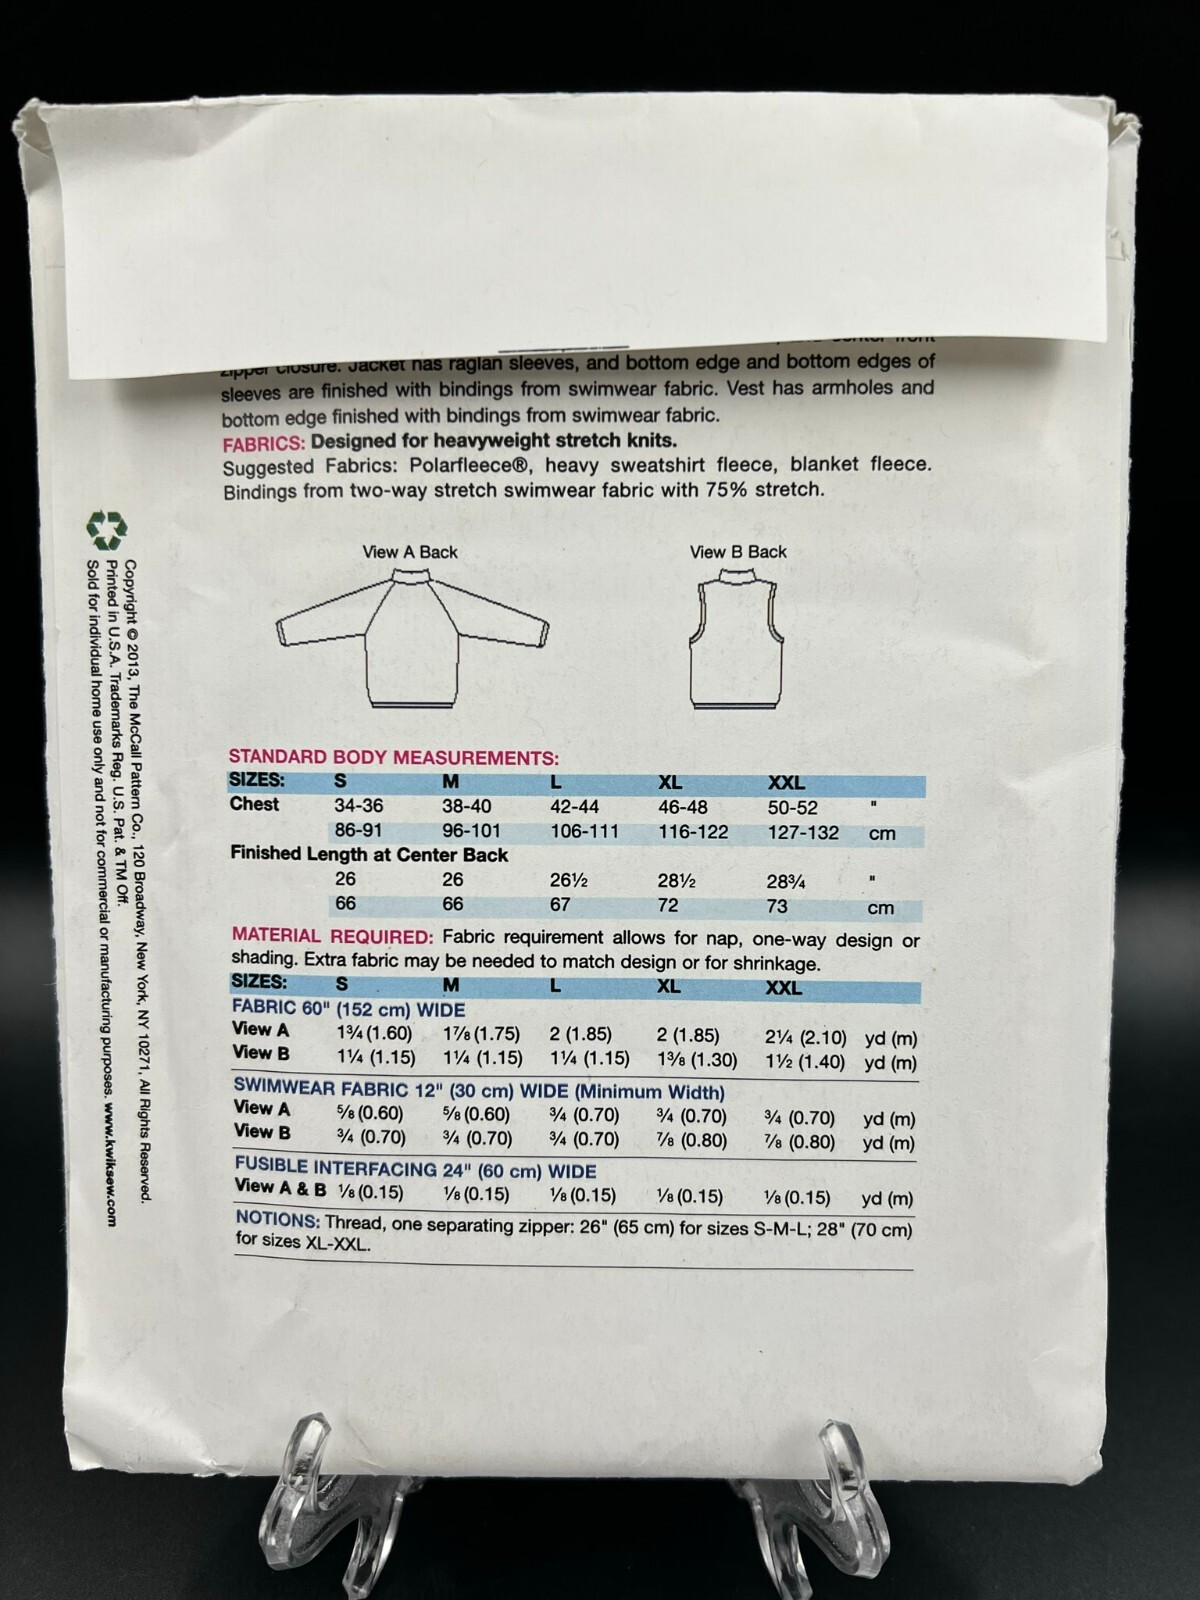 zipper closure. Jacket has raglan sleeves, and bottom edge and bottom edges of
sleeves are finished with bindings from swimwear fabric. Vest has armholes and
bottom edge finished with bindings from swimwear fabric.
FABRICS: Designed for heavyweight stretch knits.
Suggested Fabrics: Polarfleece®, heavy sweatshirt fleece, blanket fleece.
Bindings from two-way stretch swimwear fabric with 75% stretch.
View A Back View B Back
STANDARD BODY MEASUREMENTS:
SIZES: S M L XL XXL
Chest 34-36 38-40 42-44 46-48 50-52 "
86-91 96-101 106-111 116-122 127-132 cm
Finished Length at Center Back
26 26 26½ 28½ 28¾ "
66 66 67 72 73 cm
MATERIAL REQUIRED: Fabric requirement allows for nap, one-way design or
shading. Extra fabric may be needed to match design or for shrinkage.
SIZES: S M L XL XXL
FABRIC 60" (152 cm) WIDE
View A 1¾ (1.60) 1⅞ (1.75) 2 (1.85) 2 (1.85) 2¼ (2.10) yd (m)
View B 1¼ (1.15) 1¼ (1.15) 1¼ (1.15) 1⅜ (1.30) 1½ (1.40) yd (m)
SWIMWEAR FABRIC 12" (30 cm) WIDE (Minimum Width)
View A ⅝ (0.60) ⅝ (0.60) ¾ (0.70) ¾ (0.70) ¾ (0.70) yd (m)
View B ¾ (0.70) ¾ (0.70) ¾ (0.70) ⅞ (0.80) ⅞ (0.80) yd (m)
FUSIBLE INTERFACING 24" (60 cm) WIDE
View A & B ⅛ (0.15) ⅛ (0.15) ⅛ (0.15) ⅛ (0.15) ⅛ (0.15) yd (m)
NOTIONS: Thread, one separating zipper: 26" (65 cm) for sizes S-M-L; 28" (70 cm)
for sizes XL-XXL.
Copyright © 2013, The McCall Pattern Co., 120 Broadway, New York, NY 10271, All Rights Reserved.
Printed in U.S.A. Trademarks Reg. U.S. Pat. & TM Off.
Sold for individual home use only and not for commercial or manufacturing purposes. www.kwiksew.com